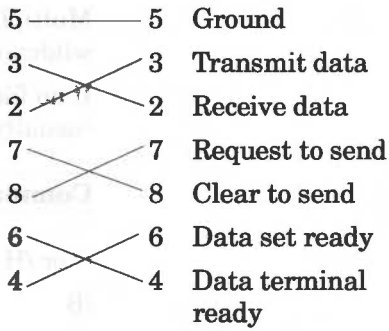 5 5 Ground
3 3 Transmit data
2 2 Receive data
7 7 Request to send
8 8 Clear to send
6 6 Data set ready
4 4 Data terminal
ready